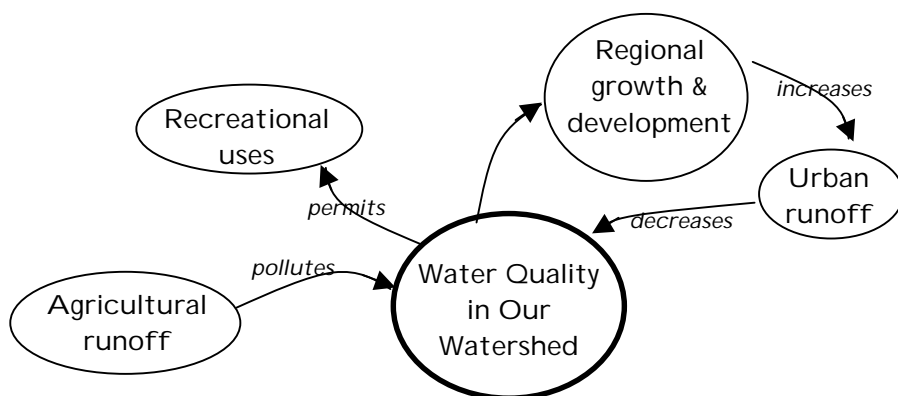 Regional
growth &
development
increases
Recreational
uses
Urban
runoff
permits
decreases
pollutes
Water Quality
in Our
Watershed
Agricultural
runoff